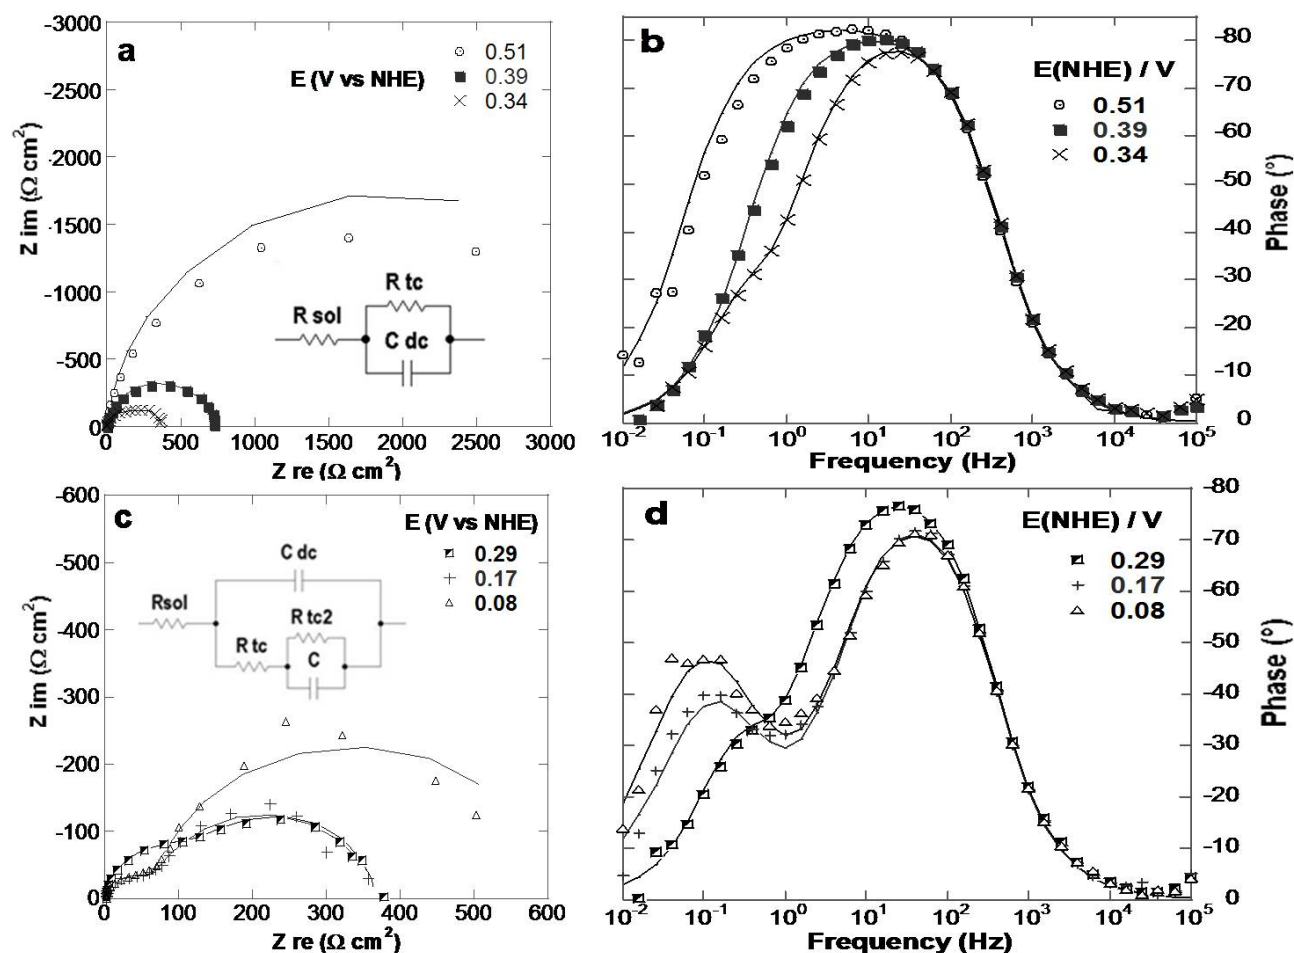 a
E (V vs NHE)
0.51
0.39
0.34
-3000
-2500
-2000
-1500
-1000
-500
0
Z im (Ω cm²)
R tc
R sol
C dc
0 500 1000 1500 2000 2500 3000
Z re (Ω cm²)
b
E(NHE) / V
0.51
0.39
0.34
-80
-70
-60
-50
-40
-30
-20
-10
0
Phase (°)
10⁻² 10⁻¹ 10⁰ 10¹ 10² 10³ 10⁴ 10⁵
Frequency (Hz)
c
E (V vs NHE)
0.29
0.17
0.08
-600
-500
-400
-300
-200
-100
0
Z im (Ω cm²)
C dc
Rsol
R tc2
R tc
C
0 100 200 300 400 500 600
Z re (Ω cm²)
d
E(NHE) / V
0.29
0.17
0.08
-80
-70
-60
-50
-40
-30
-20
-10
0
Phase (°)
10⁻² 10⁻¹ 10⁰ 10¹ 10² 10³ 10⁴ 10⁵
Frequency (Hz)